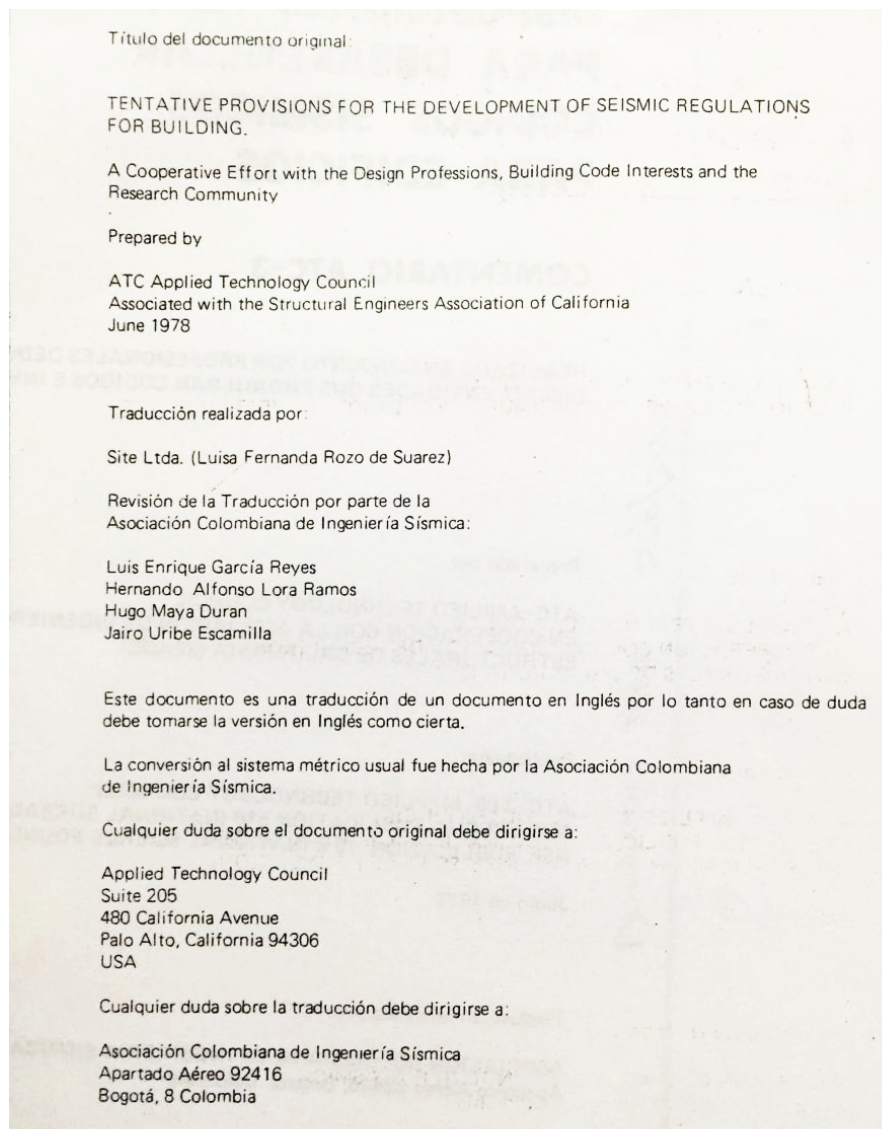 Título del documento original:
TENTATIVE PROVISIONS FOR THE DEVELOPMENT OF SEISMIC REGULATIONS
FOR BUILDING.
A Cooperative Effort with the Design Professions, Building Code Interests and the
Research Community
Prepared by
ATC Applied Technology Council
Associated with the Structural Engineers Association of California
June 1978
Traducción realizada por:
Site Ltda. (Luisa Fernanda Rozo de Suarez)
Revisión de la Traducción por parte de la
Asociación Colombiana de Ingeniería Sísmica:
Luis Enrique García Reyes
Hernando Alfonso Lora Ramos
Hugo Maya Duran
Jairo Uribe Escamilla
Este documento es una traducción de un documento en Inglés por lo tanto en caso de duda
debe tomarse la versión en Inglés como cierta.
La conversión al sistema métrico usual fue hecha por la Asociación Colombiana
de Ingeniería Sísmica.
Cualquier duda sobre el documento original debe dirigirse a:
Applied Technology Council
Suite 205
480 California Avenue
Palo Alto, California 94306
USA
Cualquier duda sobre la traducción debe dirigirse a:
Asociación Colombiana de Ingeniería Sísmica
Apartado Aéreo 92416
Bogotá, 8 Colombia